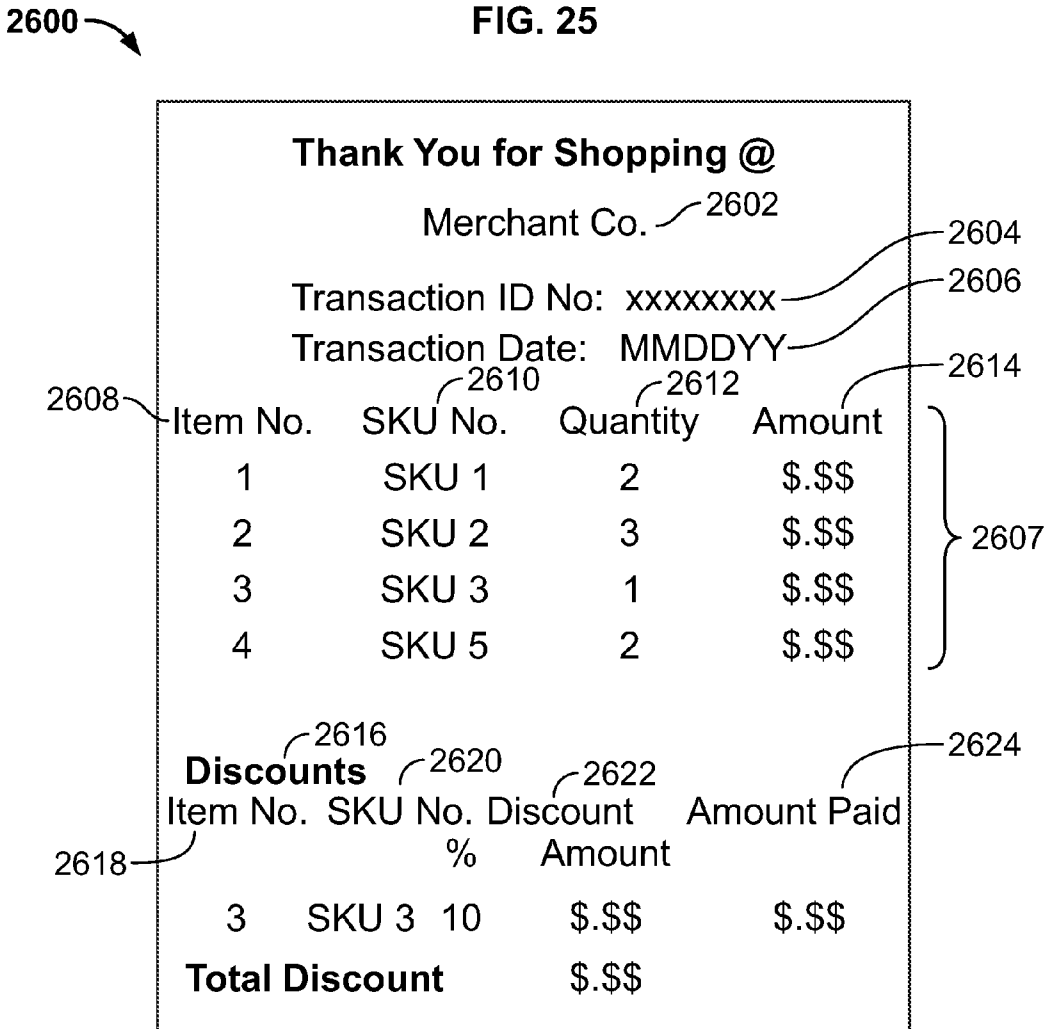 FIG. 25
2600
Thank You for Shopping @
Merchant Co. 2602
Transaction ID No: xxxxxxxx 2604
Transaction Date: MMDDYY 2606
2610 2612 2614
2608 Item No. SKU No. Quantity Amount
1 SKU 1 2 $.$$
2 SKU 2 3 $.$$
2607
3 SKU 3 1 $.$$
4 SKU 5 2 $.$$
2616 2624
Discounts 2620 2622
Item No. SKU No. Discount Amount Paid
2618 % Amount
3 SKU 3 10 $.$$ $.$$
Total Discount $.$$